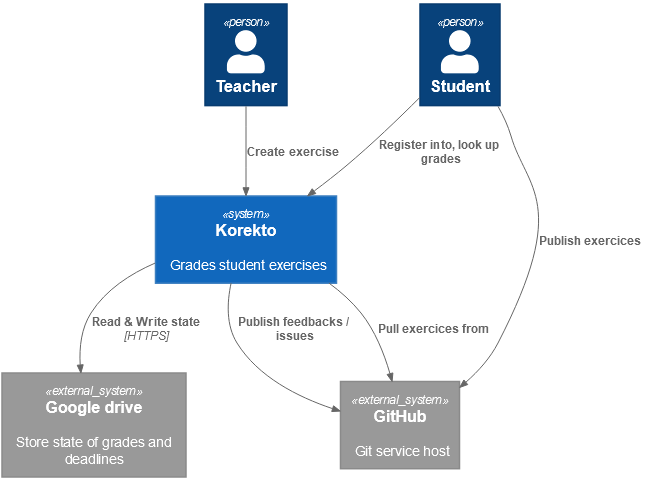 «person»
Teacher
«person»
Student
Create exercise
Register into, look up
grades
«system»
Korekto
Grades student exercises
Publish exercices
Read & Write state
[HTTPS]
Publish feedbacks /
issues
Pull exercices from
«external_system»
Google drive
Store state of grades and
deadlines
«external_system»
GitHub
Git service host